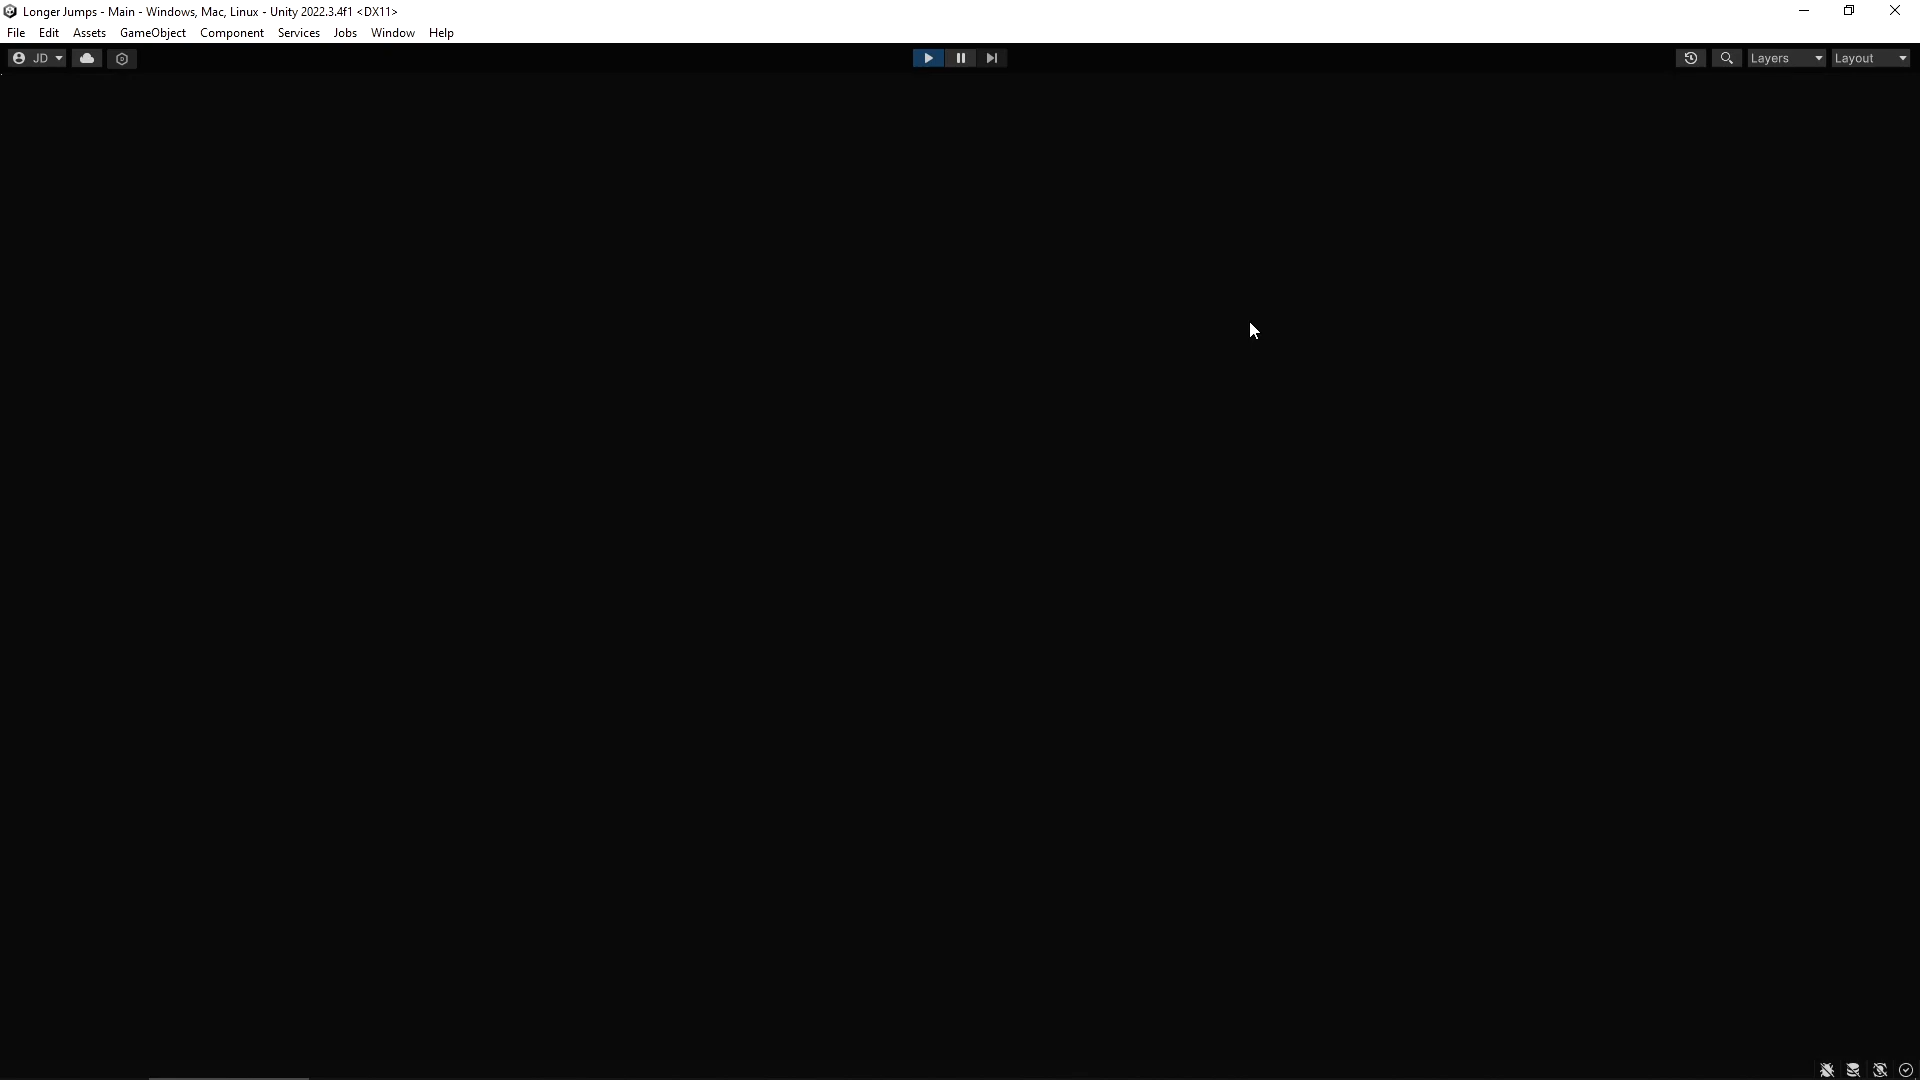 Longer Jumps - Main - Windows, Mac, Linux - Unity 2022.3.4f1 <DX11>
File Edit Assets GameObject Component Services Jobs Window Help
JD Layers Layout